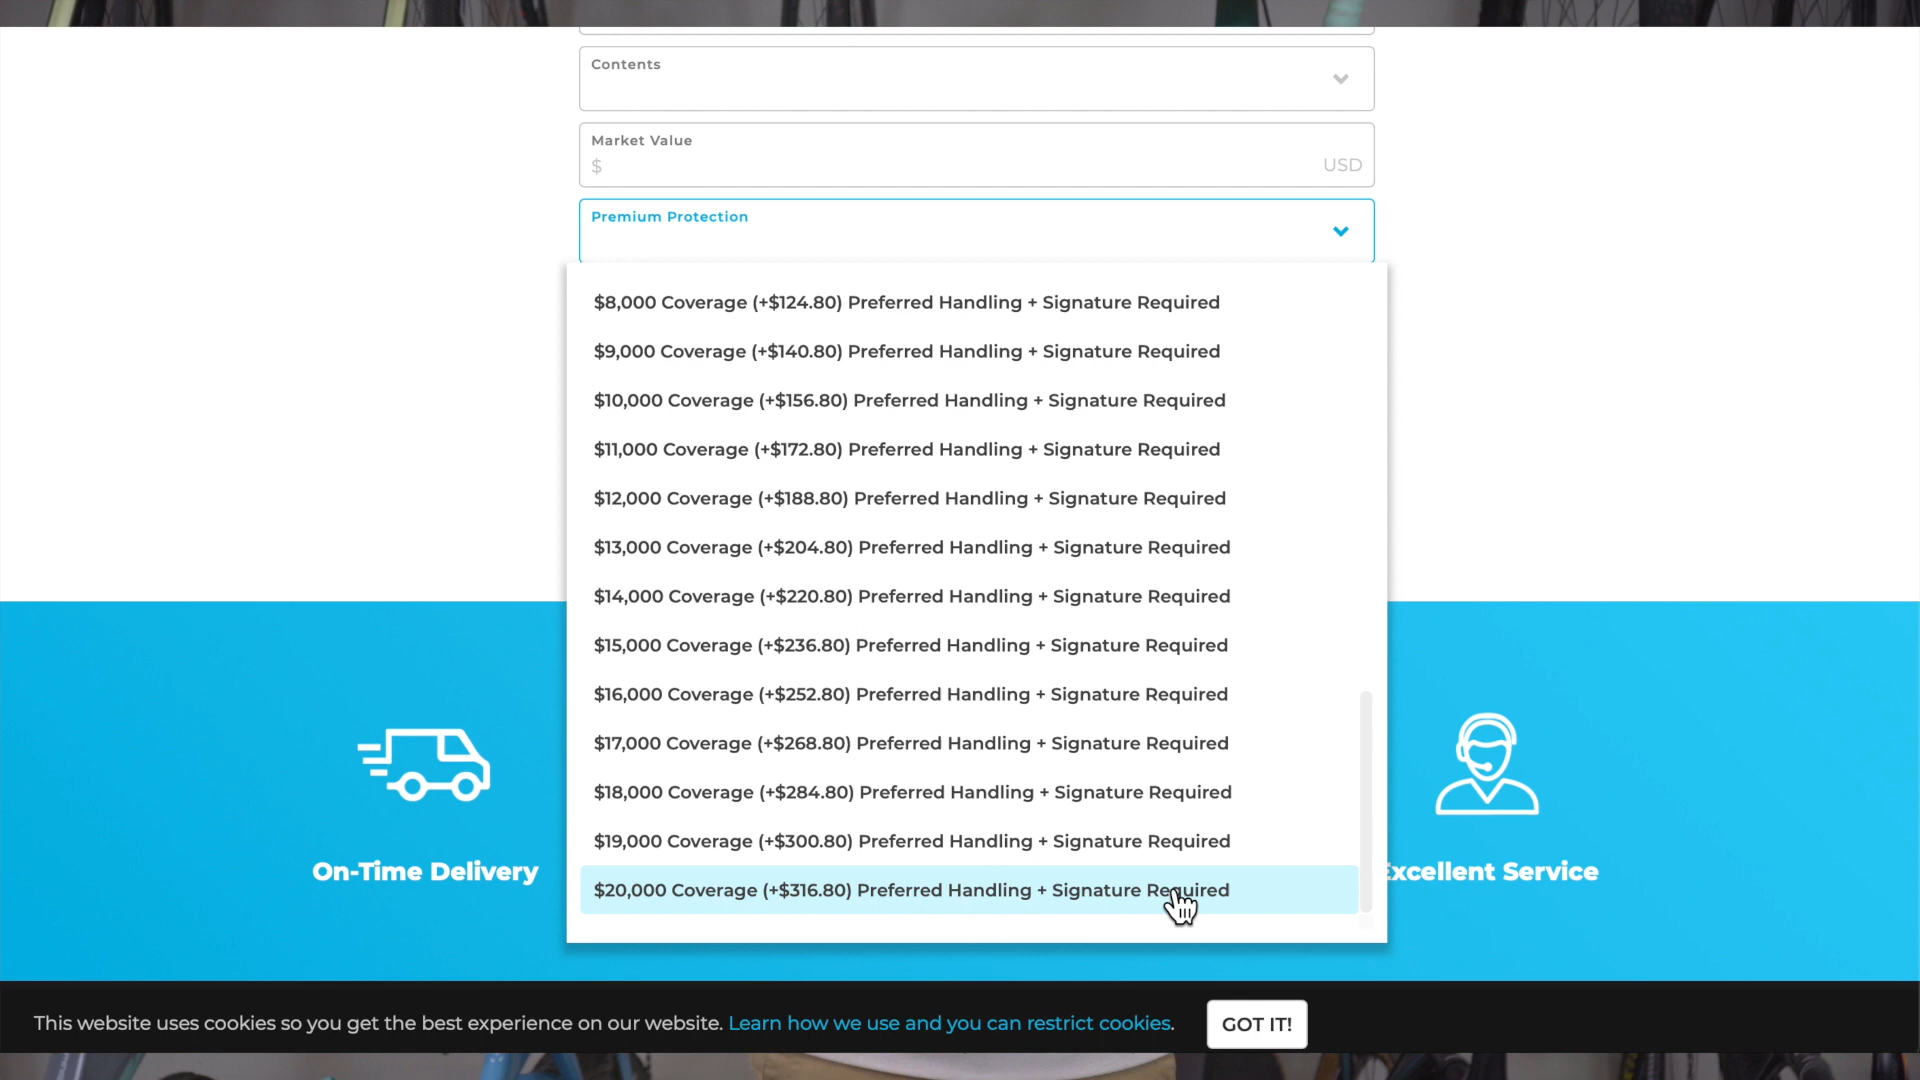 Contents
Market Value
$ USD
Premium Protection
$8,000 Coverage (+$124.80) Preferred Handling + Signature Required
$9,000 Coverage (+$140.80) Preferred Handling + Signature Required
$10,000 Coverage (+$156.80) Preferred Handling + Signature Required
$11,000 Coverage (+$172.80) Preferred Handling + Signature Required
$12,000 Coverage (+$188.80) Preferred Handling + Signature Required
$13,000 Coverage (+$204.80) Preferred Handling + Signature Required
$14,000 Coverage (+$220.80) Preferred Handling + Signature Required
$15,000 Coverage (+$236.80) Preferred Handling + Signature Required
$16,000 Coverage (+$252.80) Preferred Handling + Signature Required
$17,000 Coverage (+$268.80) Preferred Handling + Signature Required
$18,000 Coverage (+$284.80) Preferred Handling + Signature Required
$19,000 Coverage (+$300.80) Preferred Handling + Signature Required
$20,000 Coverage (+$316.80) Preferred Handling + Signature Required
On-Time Delivery
Excellent Service
This website uses cookies so you get the best experience on our website. Learn how we use and you can restrict cookies.
GOT IT!